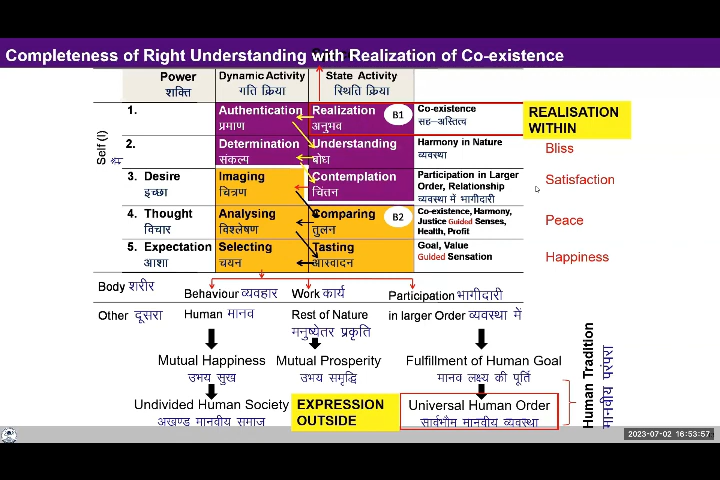 Completeness of Right Understanding with Realization of Co-existence
Power
शक्ति
Dynamic Activity
गति क्रिया
State Activity
स्थिति क्रिया
Self (I)
मैं
1.
Authentication
प्रमाण
Realization
अनुभव
B1
Co-existence
सह-अस्तित्व
REALISATION
WITHIN
2.
Determination
संकल्प
Understanding
बोध
Harmony in Nature
व्यवस्था
Bliss
3. Desire
इच्छा
Imaging
चित्रण
Contemplation
चिंतन
Participation in Larger
Order, Relationship
व्यवस्था में भागीदारी
Satisfaction
4. Thought
विचार
Analysing
विश्लेषण
Comparing
तुलन
B2
Co-existence, Harmony,
Justice Guided Senses,
Health, Profit
Peace
5. Expectation
आशा
Selecting
चयन
Tasting
आस्वादन
Goal, Value
Guided Sensation
Happiness
Body शरीर
Behaviour व्यवहार
Work कार्य
Participation भागीदारी
Other दूसरा
Human मानव
Rest of Nature
मनुष्येतर प्रकृति
in larger Order व्यवस्था में
Mutual Happiness
उभय सुख
Mutual Prosperity
उभय समृद्धि
Fulfillment of Human Goal
मानव लक्ष्य की पूर्ति
Undivided Human Society
अखण्ड मानवीय समाज
EXPRESSION
OUTSIDE
Universal Human Order
सार्वभौम मानवीय व्यवस्था
Human Tradition
मानवीय परंपरा
2023-07-02 16:53:57